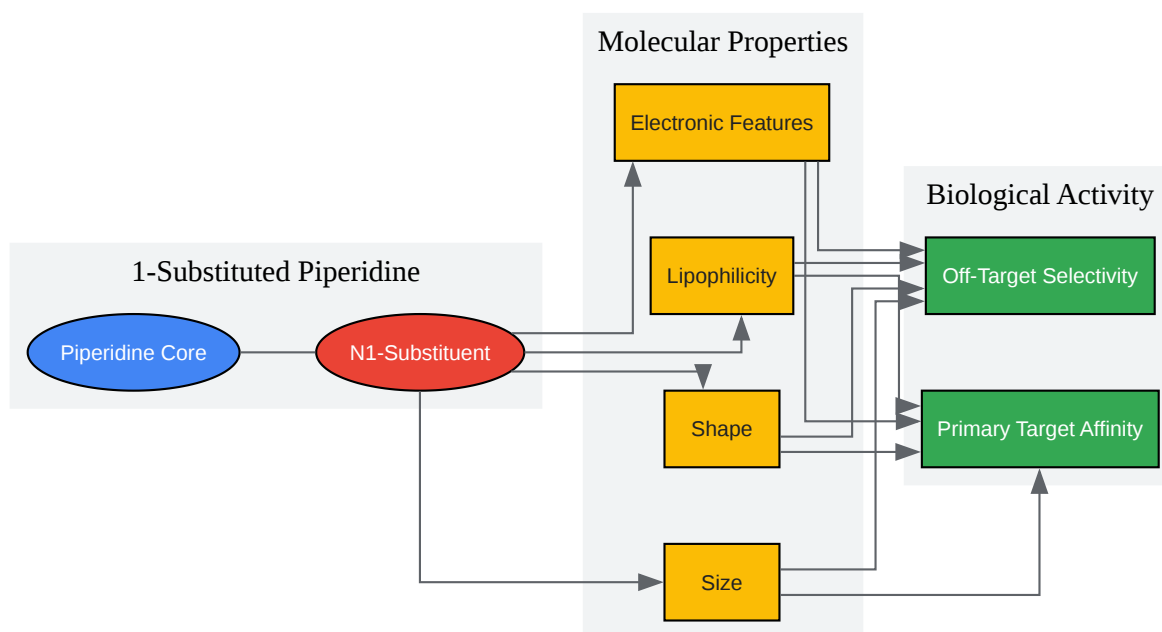 Molecular Properties
Electronic Features
Biological Activity
1-Substituted Piperidine
Lipophilicity
Off-Target Selectivity
Piperidine Core
N1-Substituent
Shape
Primary Target Affinity
Size